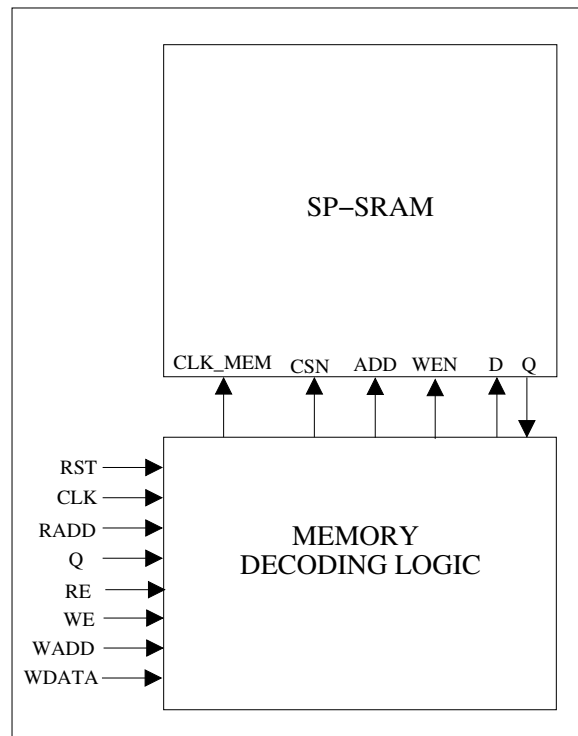 SP–SRAM
CLK_MEM CSN ADD WEN D Q
RST
CLK
RADD
Q
RE
WE
WADD
WDATA
MEMORY
DECODING LOGIC